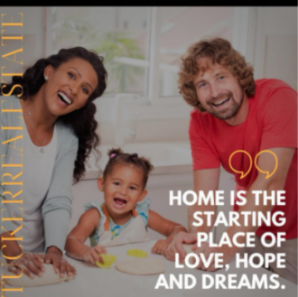 TUCKERREALESTATE
HOME IS THE
STARTING
PLACE OF
LOVE, HOPE
AND DREAMS.